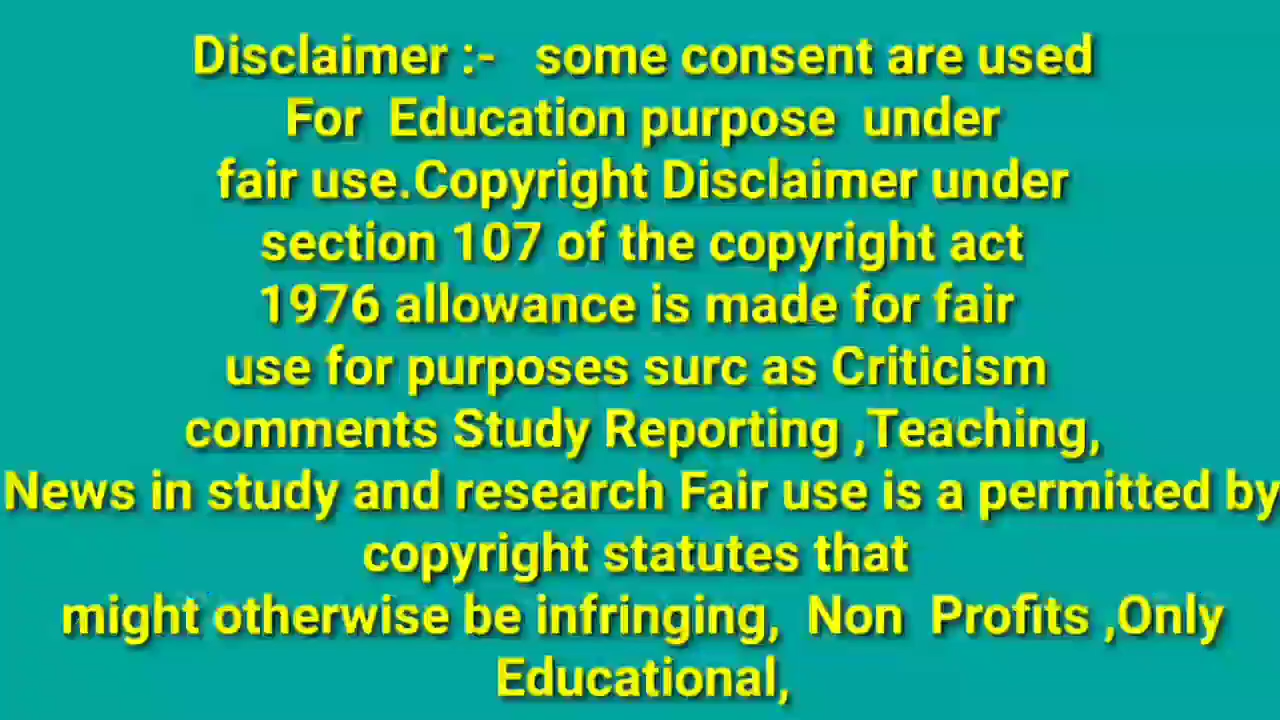 Disclaimer :- some consent are used
For Education purpose under
fair use.Copyright Disclaimer under
section 107 of the copyright act
1976 allowance is made for fair
use for purposes surc as Criticism
comments Study Reporting ,Teaching,
News in study and research Fair use is a permitted by
copyright statutes that
might otherwise be infringing, Non Profits ,Only
Educational,